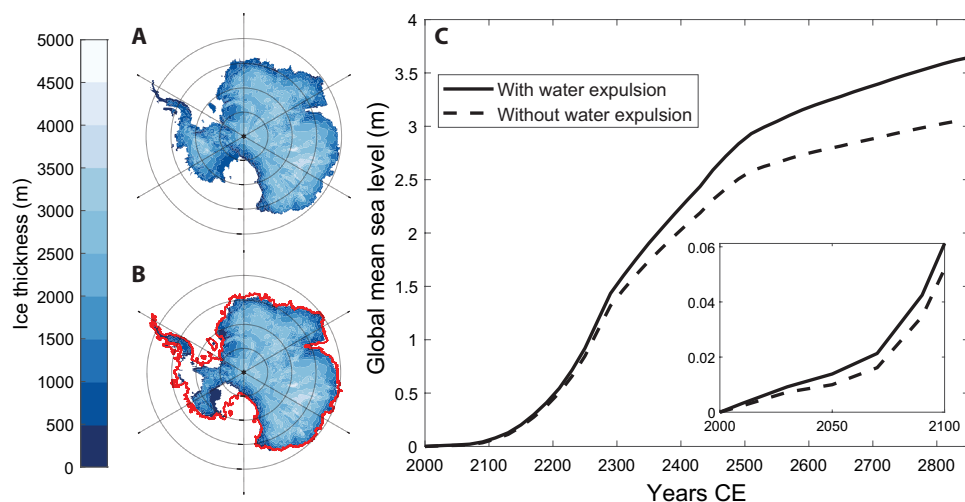 A
5000
4500
4000
3500
3000
2500
2000
1500
1000
500
0
Ice thickness (m)
B
C
4
3.5
3
2.5
2
1.5
1
0.5
0
Global mean sea level (m)
With water expulsion
Without water expulsion
0.06
0.04
0.02
0
2000 2050 2100
2000 2100 2200 2300 2400 2500 2600 2700 2800
Years CE